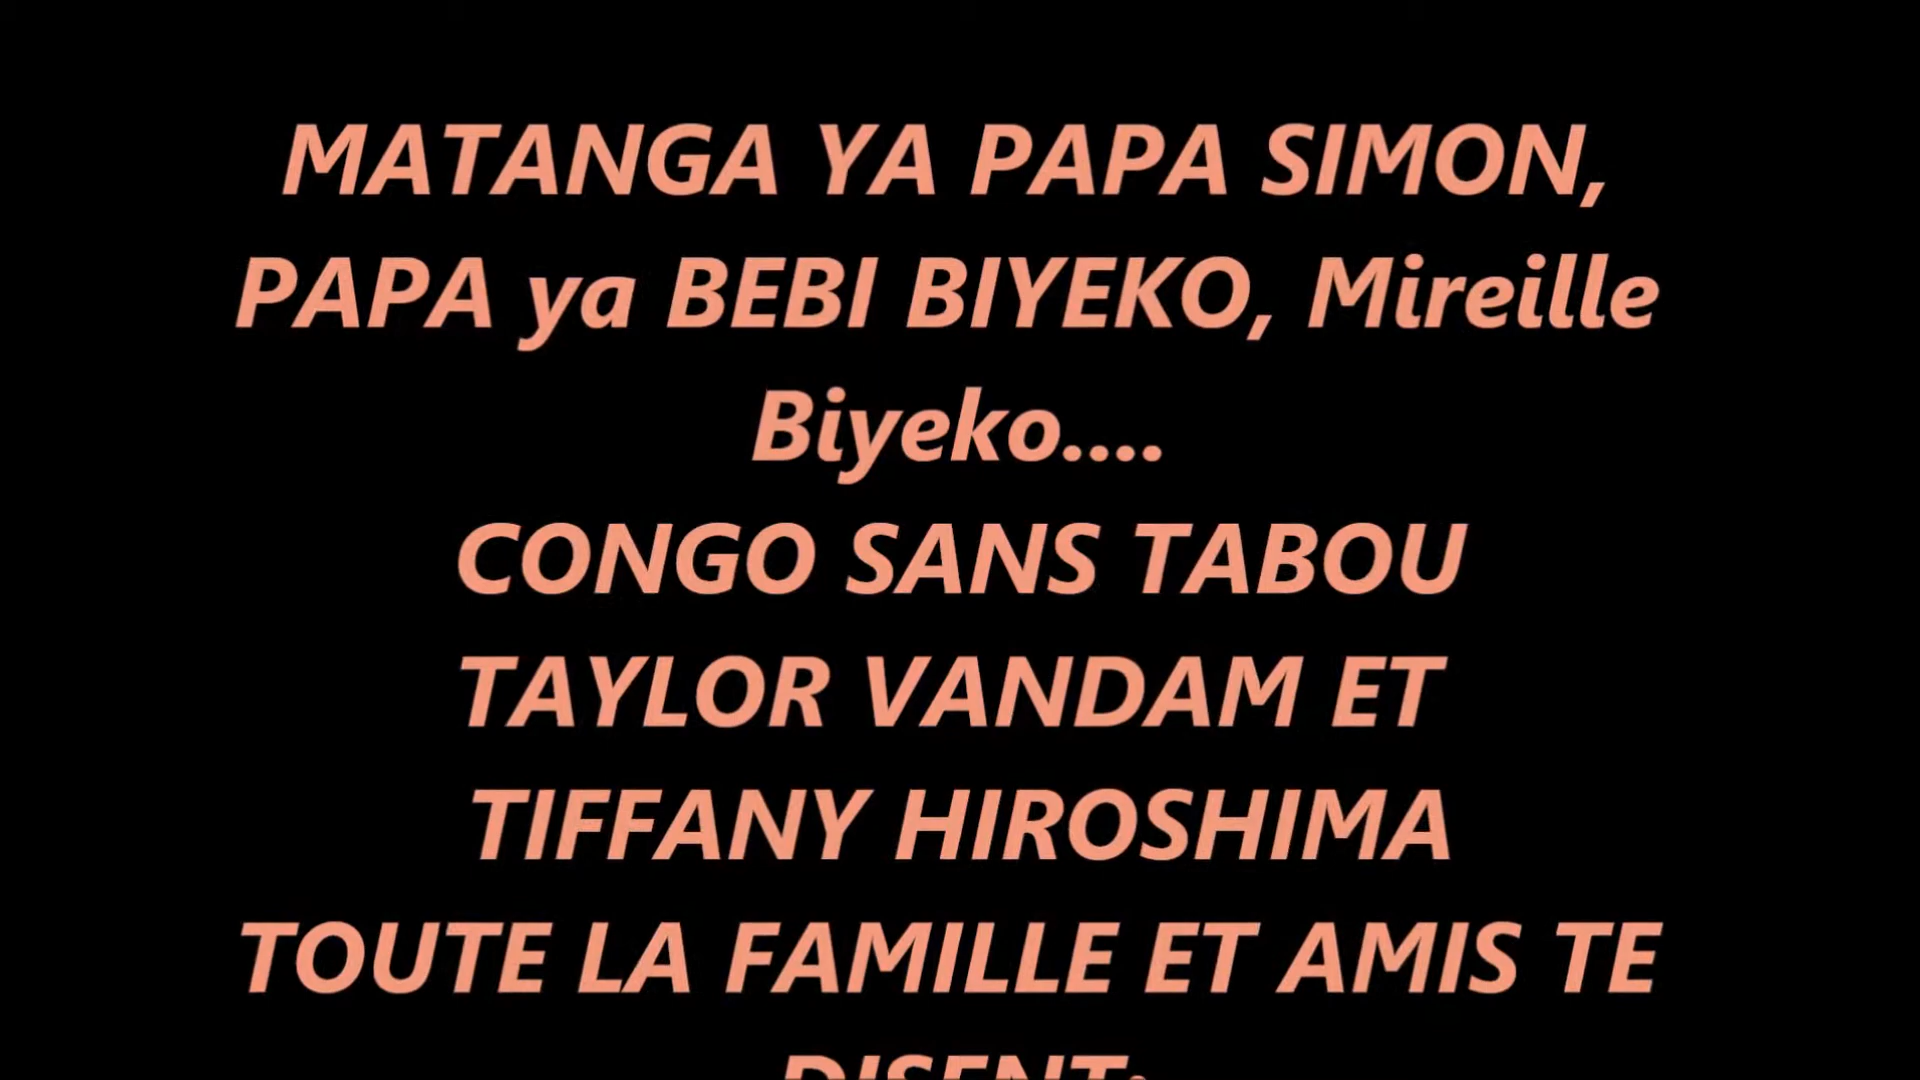 MATANGA YA PAPA SIMON,
PAPA ya BEBI BIYEKO, Mireille
Biyeko....
CONGO SANS TABOU
TAYLOR VANDAM ET
TIFFANY HIROSHIMA
TOUTE LA FAMILLE ET AMIS TE
DISENT: